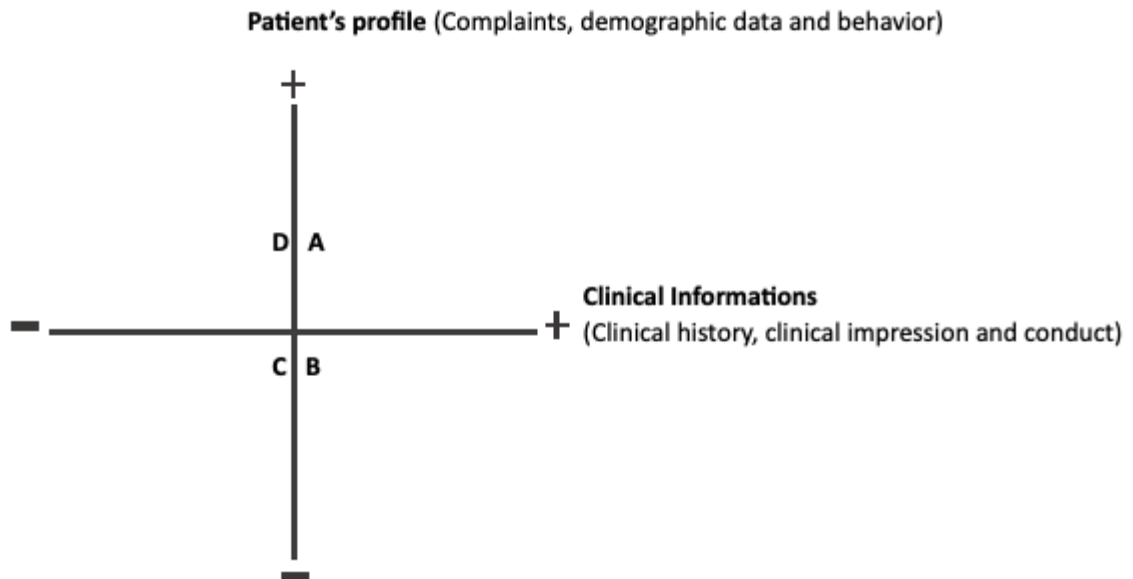 Patient’s profile (Complaints, demographic data and behavior)
+
D A
Clinical Informations
- +
(Clinical history, clinical impression and conduct)
C B
-